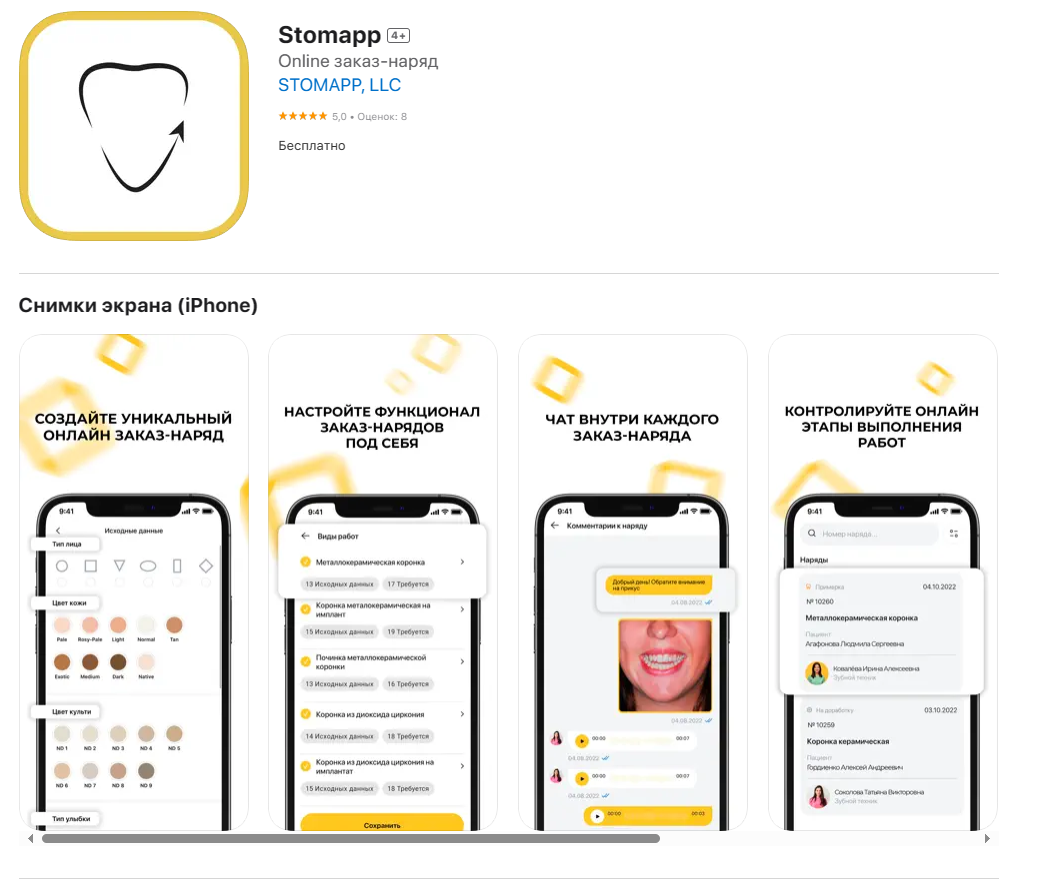 Stomapp 4+
Online заказ-наряд
STOMAPP, LLC
★★★★★ 5,0 • Оценок: 8
Бесплатно
Снимки экрана (iPhone)
СОЗДАЙТЕ УНИКАЛЬНЫЙ
ОНЛАЙН ЗАКАЗ-НАРЯД
9:41
Исходные данные
Тип лица
Цвет кожи
Pale Rosy-Pale Light Normal Tan
Exotic Medium Dark Native
Цвет культи
ND 1 ND 2 ND 3 ND 4 ND 5
ND 6 ND 7 ND 8 ND 9
Тип улыбки
НАСТРОЙТЕ ФУНКЦИОНАЛ
ЗАКАЗ-НАРЯДОВ
ПОД СЕБЯ
9:41
Виды работ
Металлокерамическая коронка
13 Исходных данных 17 Требуется
Коронка металокерамическая на
имплант
15 Исходных данных 19 Требуется
Починка металлокерамической
коронки
13 Исходных данных 16 Требуется
Коронка из диоксида циркония
14 Исходных данных 18 Требуется
Коронка из диоксида циркония на
имплантат
15 Исходных данных 18 Требуется
Сохранить
ЧАТ ВНУТРИ КАЖДОГО
ЗАКАЗ-НАРЯДА
9:41
Комментарии к наряду
Добрый день! Обратите внимание
на прикус
04.08.2022
04.08.2022
00:00 00:07
04.08.2022
00:00 00:07
04.08.2022
00:00 00:03
КОНТРОЛИРУЙТЕ ОНЛАЙН
ЭТАПЫ ВЫПОЛНЕНИЯ
РАБОТ
9:41
Номер наряда...
Наряды
Примерка 04.10.2022
№ 10260
Металлокерамическая коронка
Пациент
Агафонова Людмила Сергеевна
Ковалёва Ирина Алексеевна
Зубной техник
На доработку 03.10.2022
№ 10259
Коронка керамическая
Пациент
Гордиенко Алексей Андреевич
Соколова Татьяна Викторовна
Зубной техник